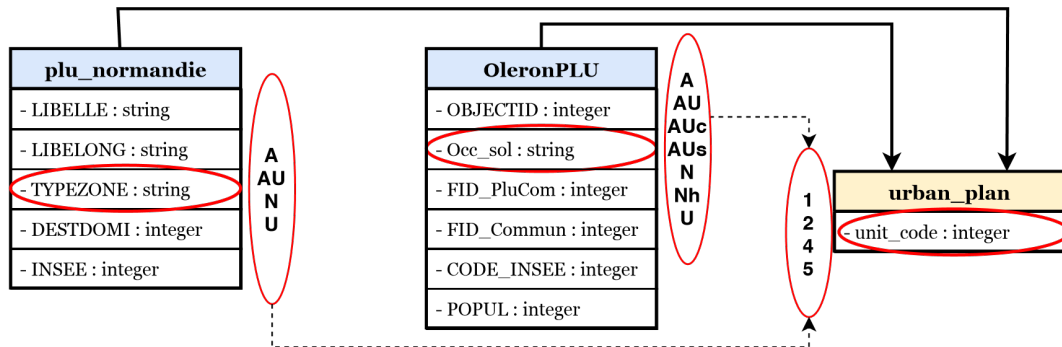 plu_normandie
- LIBELLE : string
- LIBELONG : string
- TYPEZONE : string
- DESTDOMI : integer
- INSEE : integer
A
AU
N
U
OleronPLU
- OBJECTID : integer
- Occ_sol : string
- FID_PluCom : integer
- FID_Commun : integer
- CODE_INSEE : integer
- POPUL : integer
A
AU
AUc
AUs
N
Nh
U
1
2
4
5
urban_plan
- unit_code : integer